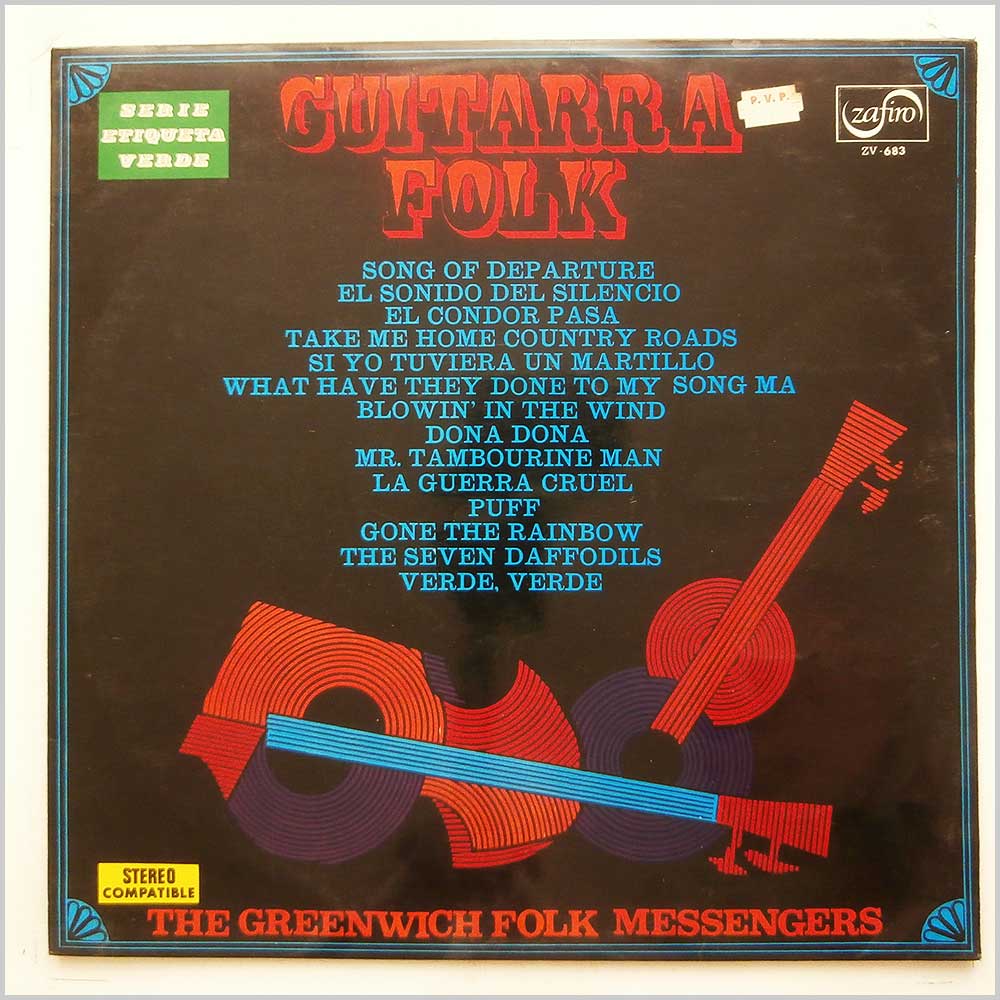 SERIE
ETIQUETA
VERDE
GUITARRA
FOLK
P.V.P.
zafiro
ZV-683
SONG OF DEPARTURE
EL SONIDO DEL SILENCIO
EL CONDOR PASA
TAKE ME HOME COUNTRY ROADS
SI YO TUVIERA UN MARTILLO
WHAT HAVE THEY DONE TO MY SONG MA
BLOWIN' IN THE WIND
DONA DONA
MR. TAMBOURINE MAN
LA GUERRA CRUEL
PUFF
GONE THE RAINBOW
THE SEVEN DAFFODILS
VERDE, VERDE
STEREO
COMPATIBLE
THE GREENWICH FOLK MESSENGERS